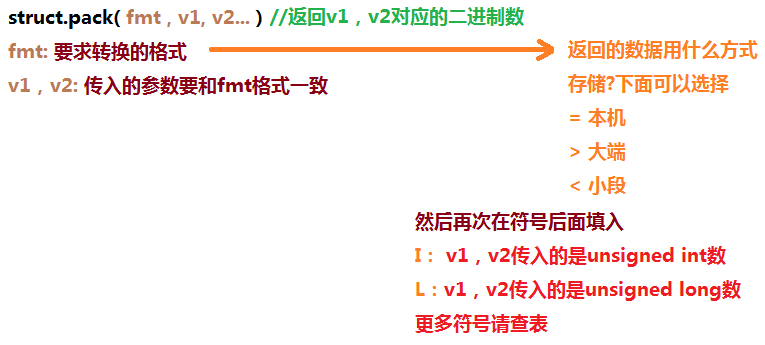 struct.pack( fmt , v1, v2... ) //返回v1，v2对应的二进制数
fmt: 要求转换的格式
v1，v2: 传入的参数要和fmt格式一致
返回的数据用什么方式
存储?下面可以选择
= 本机
> 大端
< 小段
然后再次在符号后面填入
I： v1，v2传入的是unsigned int数
L：v1，v2传入的是unsigned long数
更多符号请查表